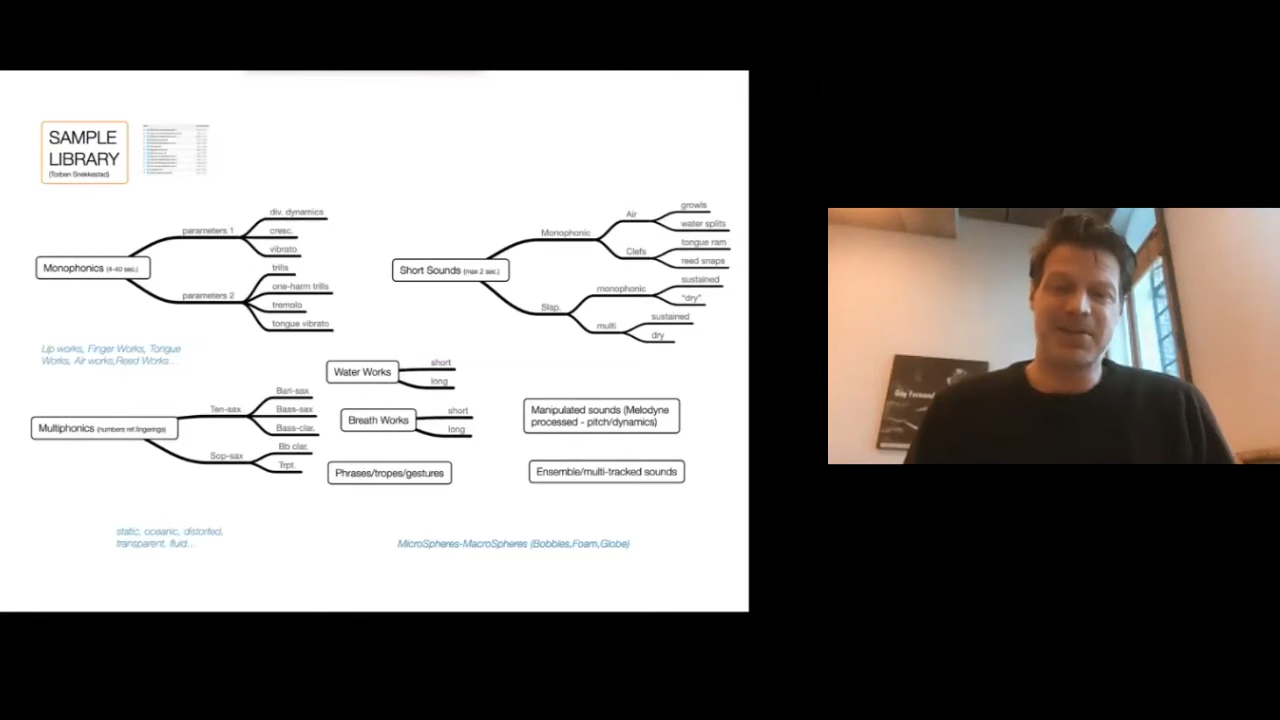 SAMPLE
LIBRARY
(Torben Snekkestad)
Monophonics (4-40 sec.)
parameters 1
div. dynamics
cresc.
vibrato
parameters 2
trills
one-harm trills
tremolo
tongue vibrato
Lip works, Finger Works, Tongue
Works, Air works,Reed Works...
Short Sounds (max 2 sec.)
Monophonic
Air
growls
water splits
Clefs
tongue ram
reed snaps
Slap.
monophonic
sustained
"dry"
multi
sustained
dry
Water Works
short
long
Breath Works
short
long
Phrases/tropes/gestures
Multiphonics (numbers ref.fingerings)
Ten-sax
Bari-sax
Bass-sax
Bass-clar.
Sop-sax
Bb clar.
Trpt.
Manipulated sounds (Melodyne
processed - pitch/dynamics)
Ensemble/multi-tracked sounds
static, oceanic, distorted,
transparent, fluid...
MicroSpheres-MacroSpheres (Bobbles,Foam,Globe)